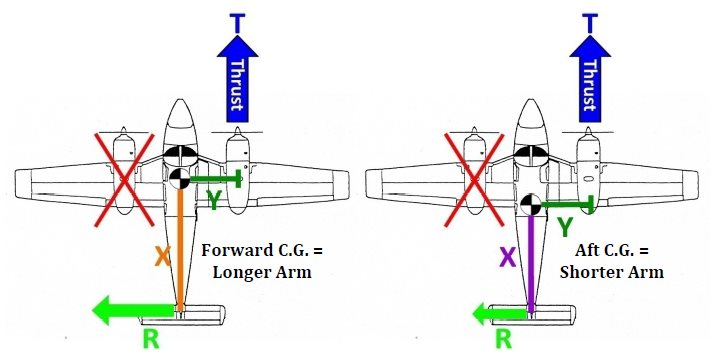 T
Thrust
Y
X
Forward C.G. =
Longer Arm
R
T
Thrust
Y
X
Aft C.G. =
Shorter Arm
R